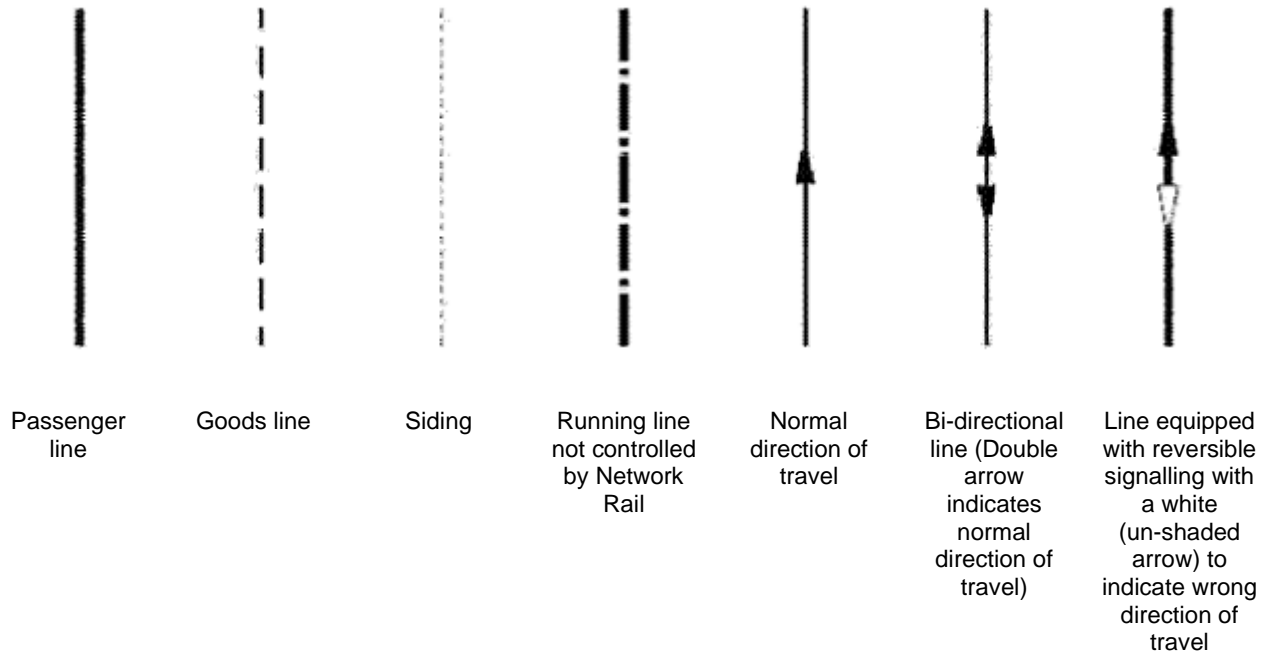 Passenger
line
Goods line
Siding
Running line
not controlled
by Network
Rail
Normal
direction of
travel
Bi-directional
line (Double
arrow
indicates
normal
direction of
travel)
Line equipped
with reversible
signalling with
a white
(un-shaded
arrow) to
indicate wrong
direction of
travel